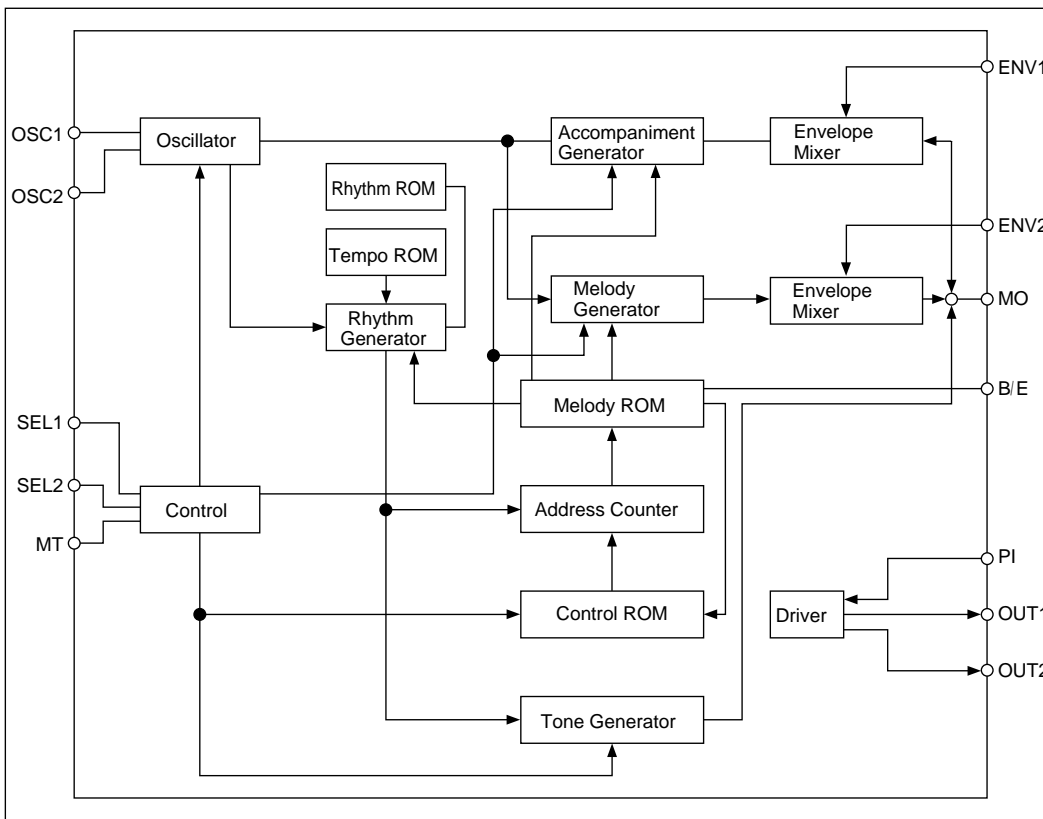 ENV1
OSC1
Oscillator
Accompaniment
Generator
Envelope
Mixer
OSC2
Rhythm ROM
ENV2
Tempo ROM
Melody
Generator
Envelope
Mixer
MO
Rhythm
Generator
B/E
Melody ROM
SEL1
SEL2
Control
Address Counter
MT
PI
Control ROM
Driver
OUT1
OUT2
Tone Generator